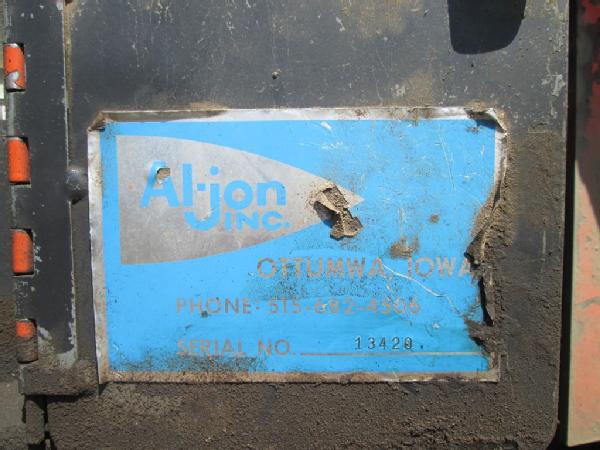 Al-jon
INC.
OTTUMWA, IOWA
PHONE: 515-682-4506
SERIAL NO. 13420